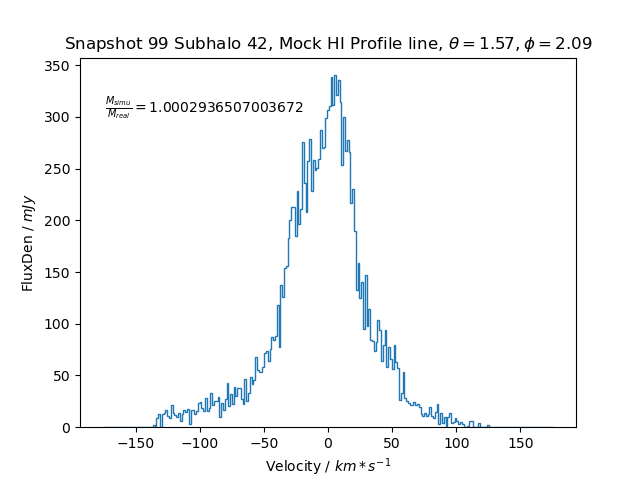 Snapshot 99 Subhalo 42, Mock HI Profile line, θ = 1.57, ϕ = 2.09
350
300
250
200
150
100
50
0
FluxDen / mJy
M_simu/M_real = 1.0002936507003672
−150 −100 −50 0 50 100 150
Velocity / km * s⁻¹